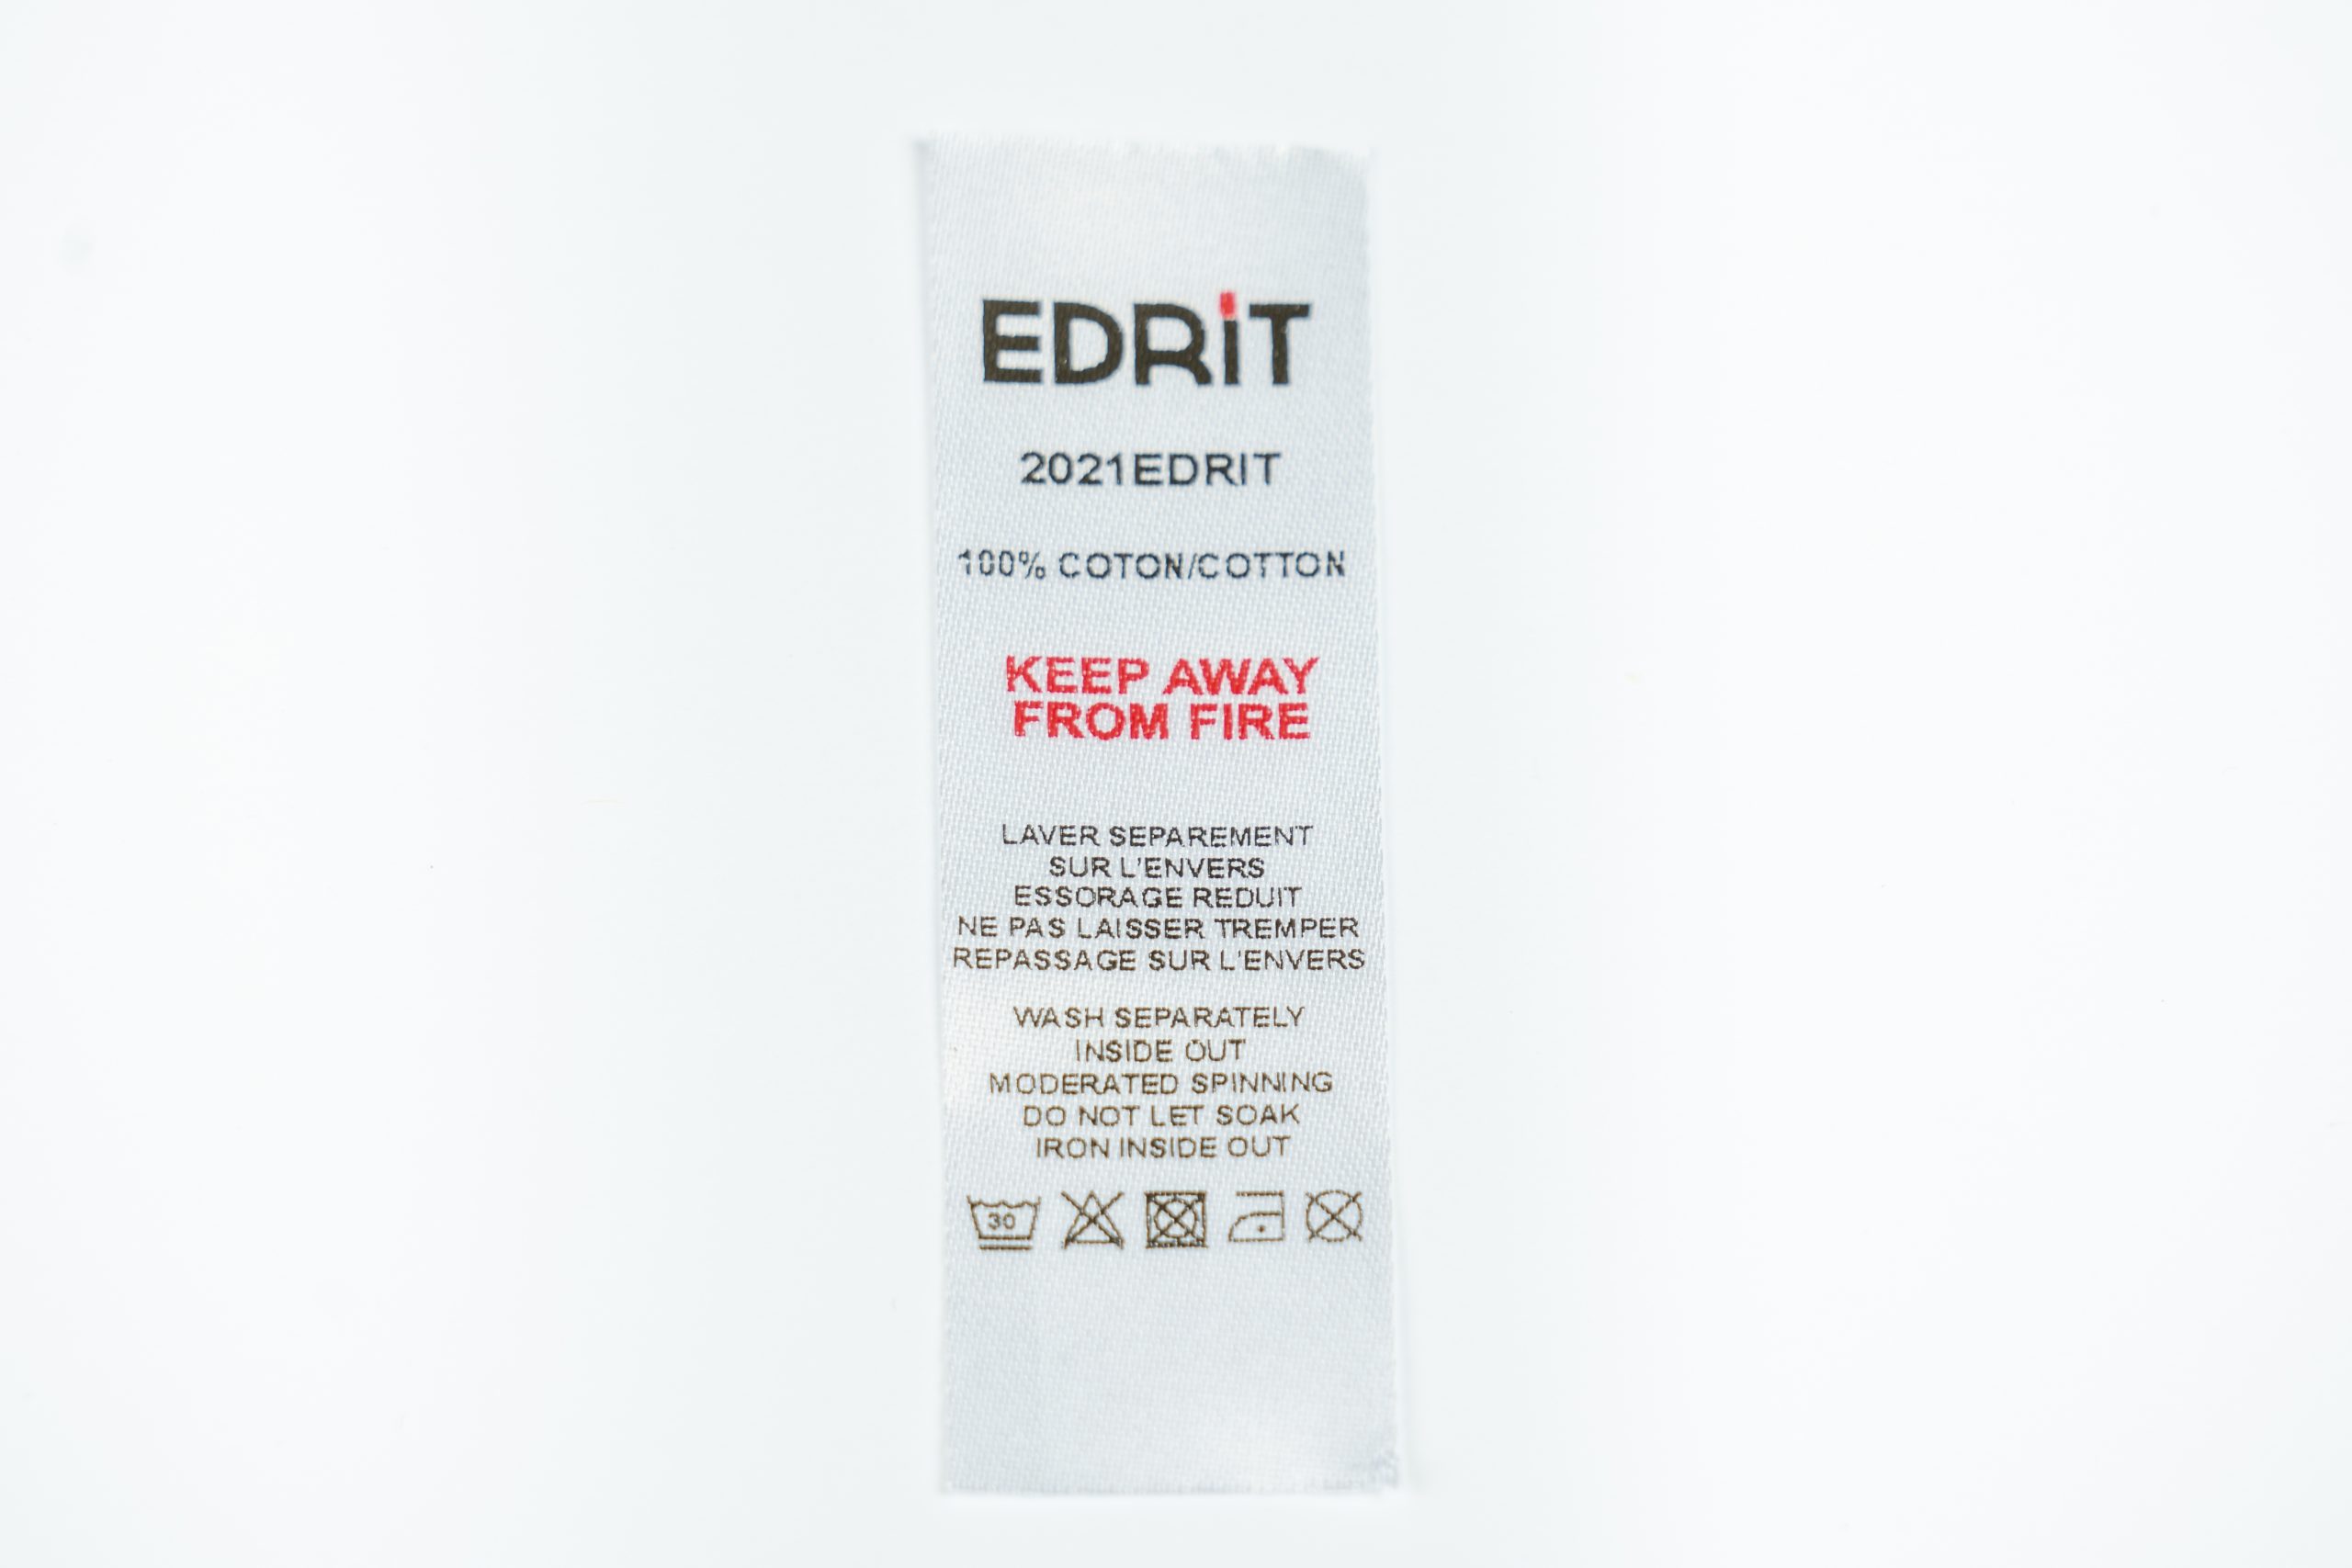 EDRiT
2021EDRIT
100% COTON/COTTON
KEEP AWAY
FROM FIRE
LAVER SEPAREMENT
SUR L'ENVERS
ESSORAGE REDUIT
NE PAS LAISSER TREMPER
REPASSAGE SUR L'ENVERS
WASH SEPARATELY
INSIDE OUT
MODERATED SPINNING
DO NOT LET SOAK
IRON INSIDE OUT
30